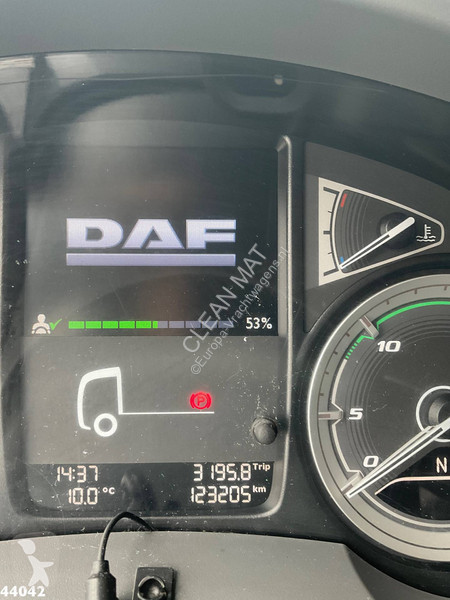 DAF
CLEAN-MAT
©Europa-Vrachtwagens.nl
53%
10
5
0
P
N
14:37
3195.8 Trip
10.0 °C
123205 km
44042